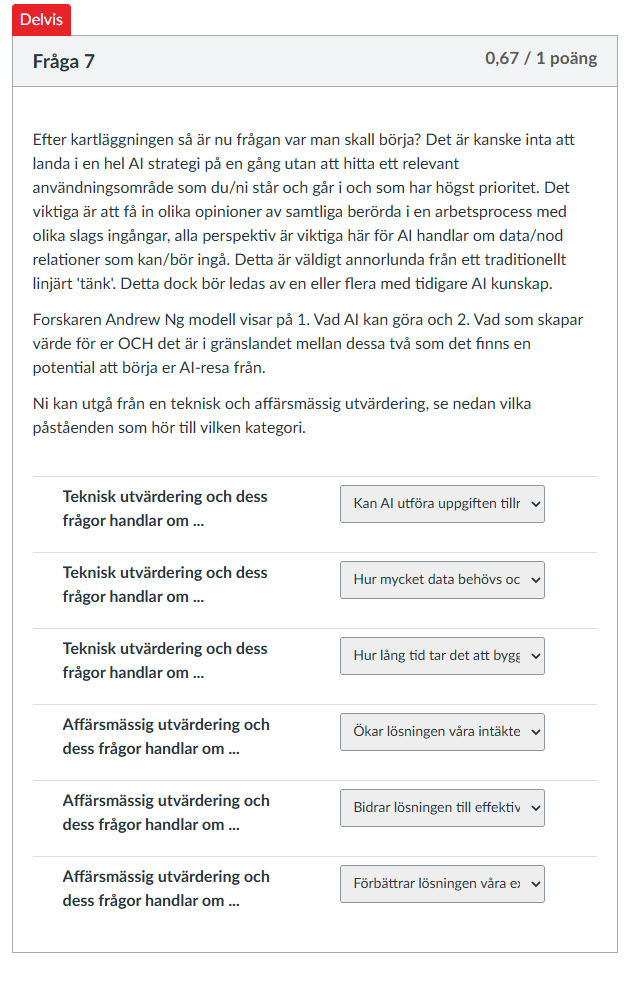 Delvis
Fråga 7
0,67 / 1 poäng
Efter kartläggningen så är nu frågan var man skall börja? Det är kanske inta att
landa i en hel AI strategi på en gång utan att hitta ett relevant
användningsområde som du/ni står och går i och som har högst prioritet. Det
viktiga är att få in olika opinioner av samtliga berörda i en arbetsprocess med
olika slags ingångar, alla perspektiv är viktiga här för AI handlar om data/nod
relationer som kan/bör ingå. Detta är väldigt annorlunda från ett traditionellt
linjärt 'tänk'. Detta dock bör ledas av en eller flera med tidigare AI kunskap.
Forskaren Andrew Ng modell visar på 1. Vad AI kan göra och 2. Vad som skapar
värde för er OCH det är i gränslandet mellan dessa två som det finns en
potential att börja er AI-resa från.
Ni kan utgå från en teknisk och affärsmässig utvärdering, se nedan vilka
påståenden som hör till vilken kategori.
Teknisk utvärdering och dess
frågor handlar om ...
Kan AI utföra uppgiften tillr
Teknisk utvärdering och dess
frågor handlar om ...
Hur mycket data behövs oc
Teknisk utvärdering och dess
frågor handlar om ...
Hur lång tid tar det att bygg
Affärsmässig utvärdering och
dess frågor handlar om ...
Ökar lösningen våra intäkte
Affärsmässig utvärdering och
dess frågor handlar om ...
Bidrar lösningen till effektiv
Affärsmässig utvärdering och
dess frågor handlar om ...
Förbättrar lösningen våra ex